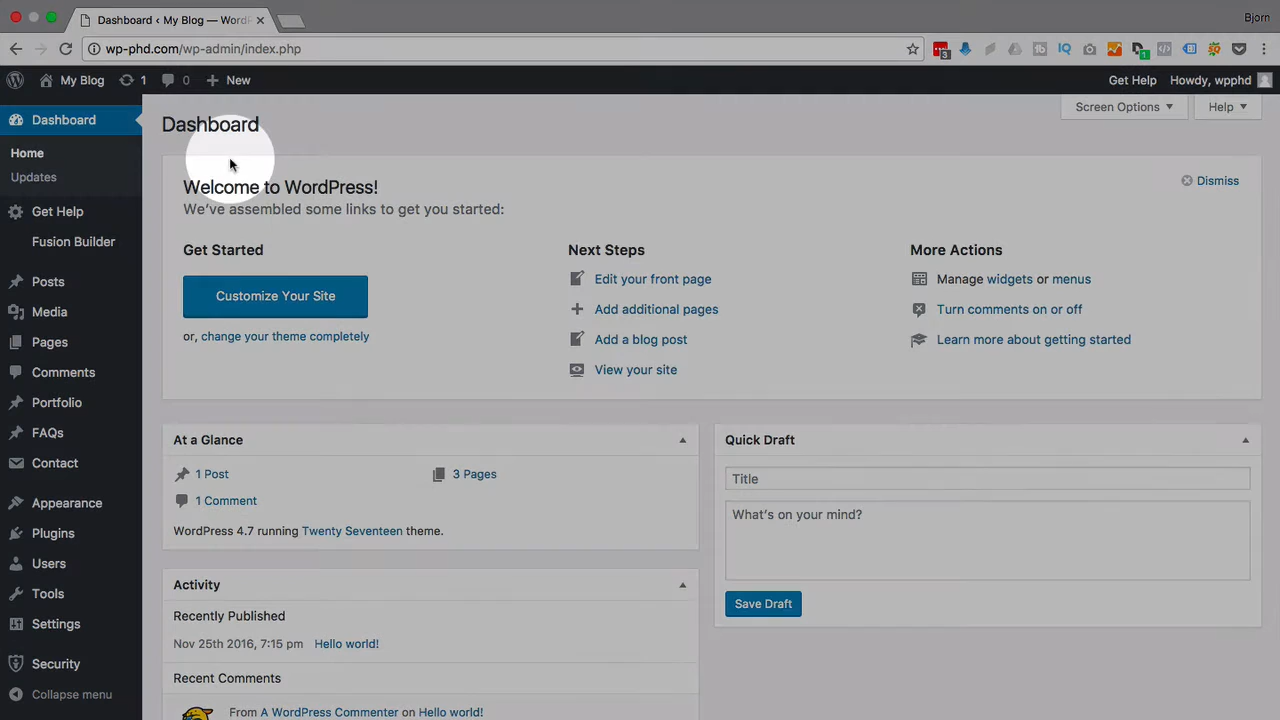 Dashboard ‹ My Blog — WordP
Bjorn
wp-phd.com/wp-admin/index.php
3
1
My Blog
1
0
New
Get Help
Howdy, wpphd
Dashboard
Home
Updates
Get Help
Fusion Builder
Posts
Media
Pages
Comments
Portfolio
FAQs
Contact
Appearance
Plugins
Users
Tools
Settings
Security
Collapse menu
Dashboard
Screen Options
Help
Welcome to WordPress!
We've assembled some links to get you started:
Dismiss
Get Started
Customize Your Site
or, change your theme completely
Next Steps
Edit your front page
Add additional pages
Add a blog post
View your site
More Actions
Manage widgets or menus
Turn comments on or off
Learn more about getting started
At a Glance
1 Post
3 Pages
1 Comment
WordPress 4.7 running Twenty Seventeen theme.
Activity
Recently Published
Nov 25th 2016, 7:15 pm Hello world!
Recent Comments
From A WordPress Commenter on Hello world!
Quick Draft
Title
What's on your mind?
Save Draft